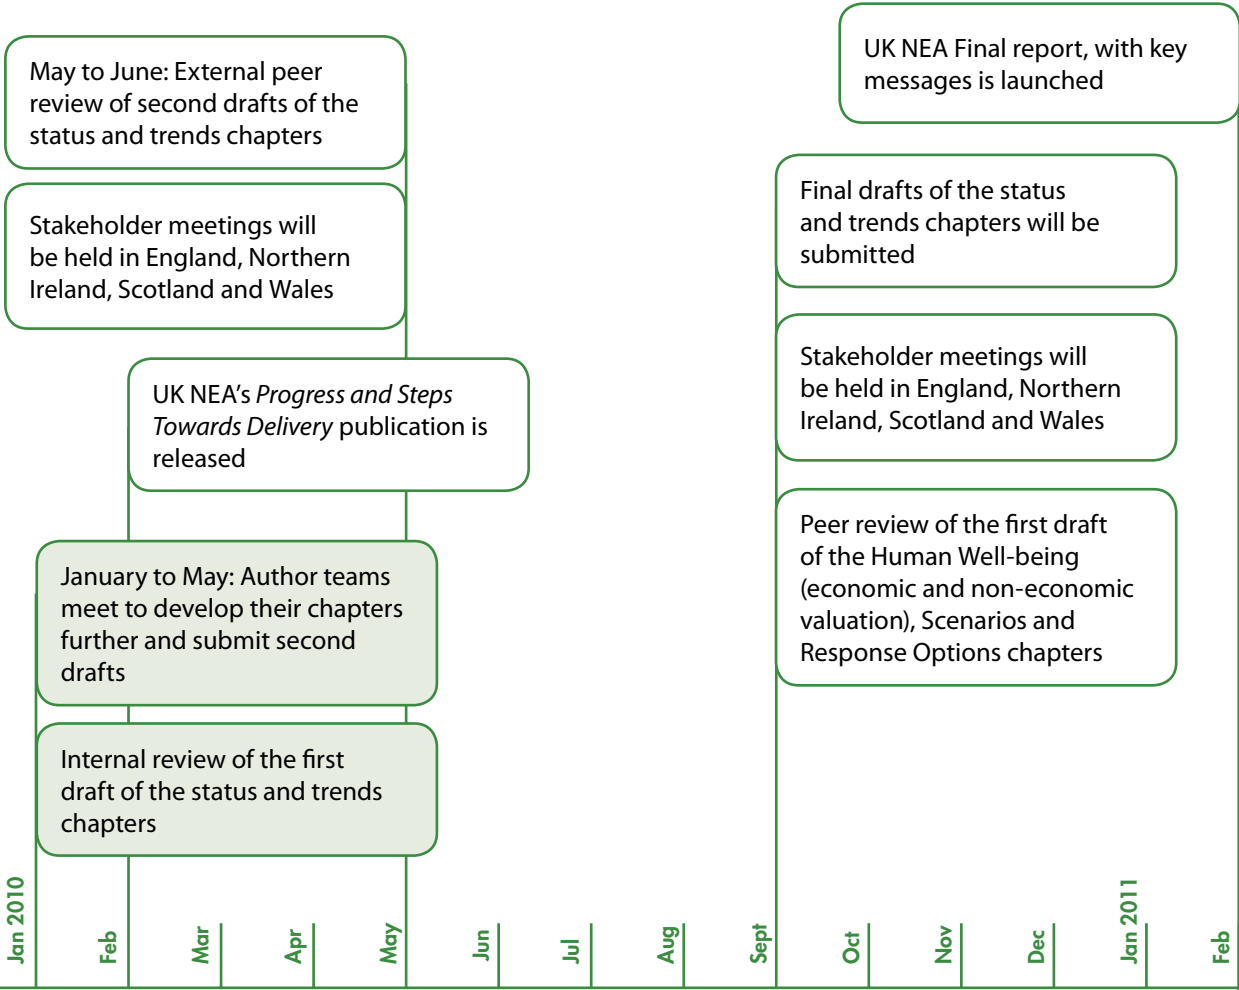 May to June: External peer
review of second drafts of the
status and trends chapters
Stakeholder meetings will
be held in England, Northern
Ireland, Scotland and Wales
UK NEA’s Progress and Steps
Towards Delivery publication is
released
January to May: Author teams
meet to develop their chapters
further and submit second
drafts
Internal review of the first
draft of the status and trends
chapters
UK NEA Final report, with key
messages is launched
Final drafts of the status
and trends chapters will be
submitted
Stakeholder meetings will
be held in England, Northern
Ireland, Scotland and Wales
Peer review of the first draft
of the Human Well-being
(economic and non-economic
valuation), Scenarios and
Response Options chapters
Jan 2010
Feb
Mar
Apr
May
Jun
Jul
Aug
Sept
Oct
Nov
Dec
Jan 2011
Feb